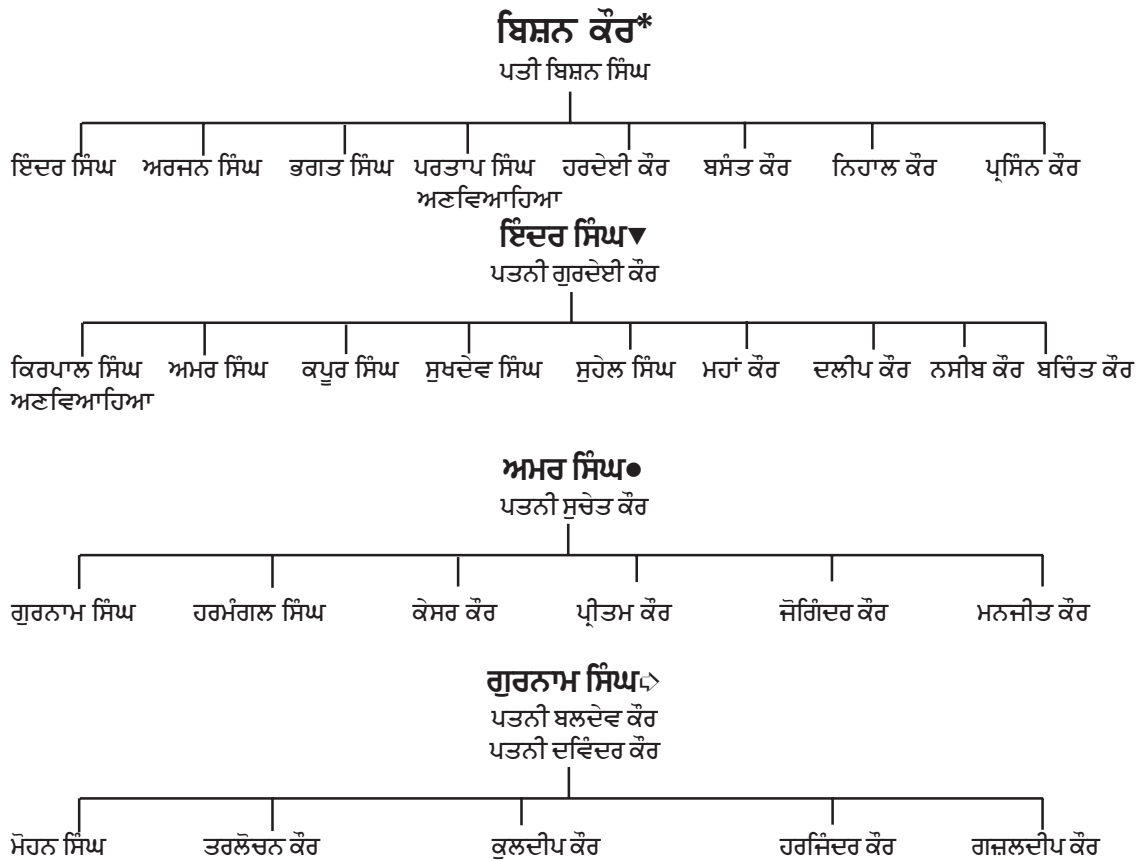 ਬਿਸ਼ਨ ਕੌਰ*
ਪਤੀ ਬਿਸ਼ਨ ਸਿੰਘ
ਇੰਦਰ ਸਿੰਘ ਅਰਜਨ ਸਿੰਘ ਭਗਤ ਸਿੰਘ ਪਰਤਾਪ ਸਿੰਘ ਹਰਦੇਈ ਕੌਰ ਬਸੰਤ ਕੌਰ ਨਿਹਾਲ ਕੌਰ ਪ੍ਰਸਿੰਨ ਕੌਰ
ਅਣਵਿਆਹਿਆ
ਇੰਦਰ ਸਿੰਘ▼
ਪਤਨੀ ਗੁਰਦੇਈ ਕੌਰ
ਕਿਰਪਾਲ ਸਿੰਘ ਅਮਰ ਸਿੰਘ ਕਪੂਰ ਸਿੰਘ ਸੁਖਦੇਵ ਸਿੰਘ ਸੁਹੇਲ ਸਿੰਘ ਮਹਾਂ ਕੌਰ ਦਲੀਪ ਕੌਰ ਨਸੀਬ ਕੌਰ ਬਚਿੰਤ ਕੌਰ
ਅਣਵਿਆਹਿਆ
ਅਮਰ ਸਿੰਘ●
ਪਤਨੀ ਸੁਚੇਤ ਕੌਰ
ਗੁਰਨਾਮ ਸਿੰਘ ਹਰਮੰਗਲ ਸਿੰਘ ਕੇਸਰ ਕੌਰ ਪ੍ਰੀਤਮ ਕੌਰ ਜੋਗਿੰਦਰ ਕੌਰ ਮਨਜੀਤ ਕੌਰ
ਗੁਰਨਾਮ ਸਿੰਘ➪
ਪਤਨੀ ਬਲਦੇਵ ਕੌਰ
ਪਤਨੀ ਦਵਿੰਦਰ ਕੌਰ
ਮੋਹਨ ਸਿੰਘ ਤਰਲੋਚਨ ਕੌਰ ਕੁਲਦੀਪ ਕੌਰ ਹਰਜਿੰਦਰ ਕੌਰ ਗਜ਼ਲਦੀਪ ਕੌਰ